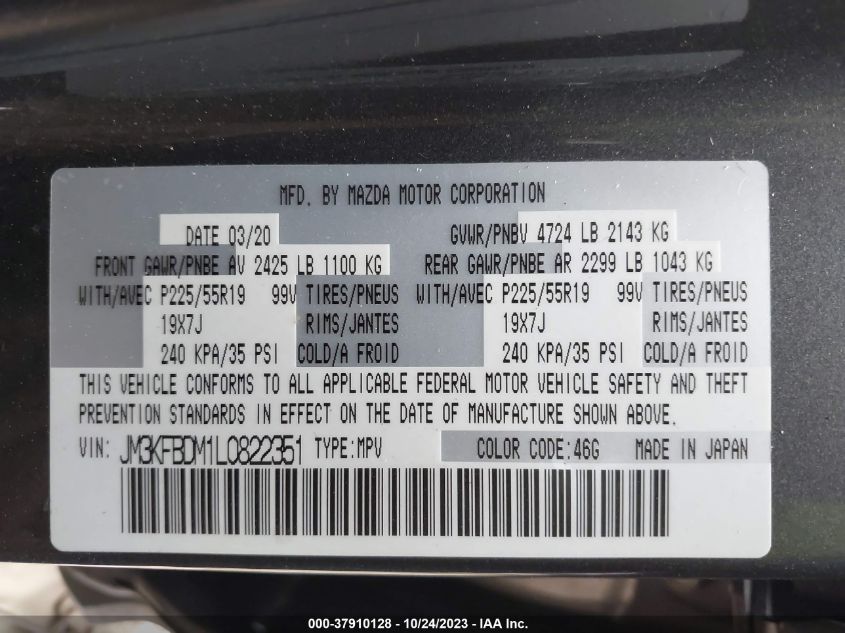 MFD. BY MAZDA MOTOR CORPORATION
DATE 03/20 GVWR/PNBV 4724 LB 2143 KG
FRONT GAWR/PNBE AV 2425 LB 1100 KG REAR GAWR/PNBE AR 2299 LB 1043 KG
WITH/AVEC P225/55R19 99V TIRES/PNEUS WITH/AVEC P225/55R19 99V TIRES/PNEUS
19X7J RIMS/JANTES 19X7J RIMS/JANTES
240 KPA/35 PSI COLD/A FROID 240 KPA/35 PSI COLD/A FROID
THIS VEHICLE CONFORMS TO ALL APPLICABLE FEDERAL MOTOR VEHICLE SAFETY AND THEFT
PREVENTION STANDARDS IN EFFECT ON THE DATE OF MANUFACTURE SHOWN ABOVE.
VIN: JM3KFBDM1L0822351 TYPE:MPV COLOR CODE:46G MADE IN JAPAN
000-37910128 - 10/24/2023 - IAA Inc.